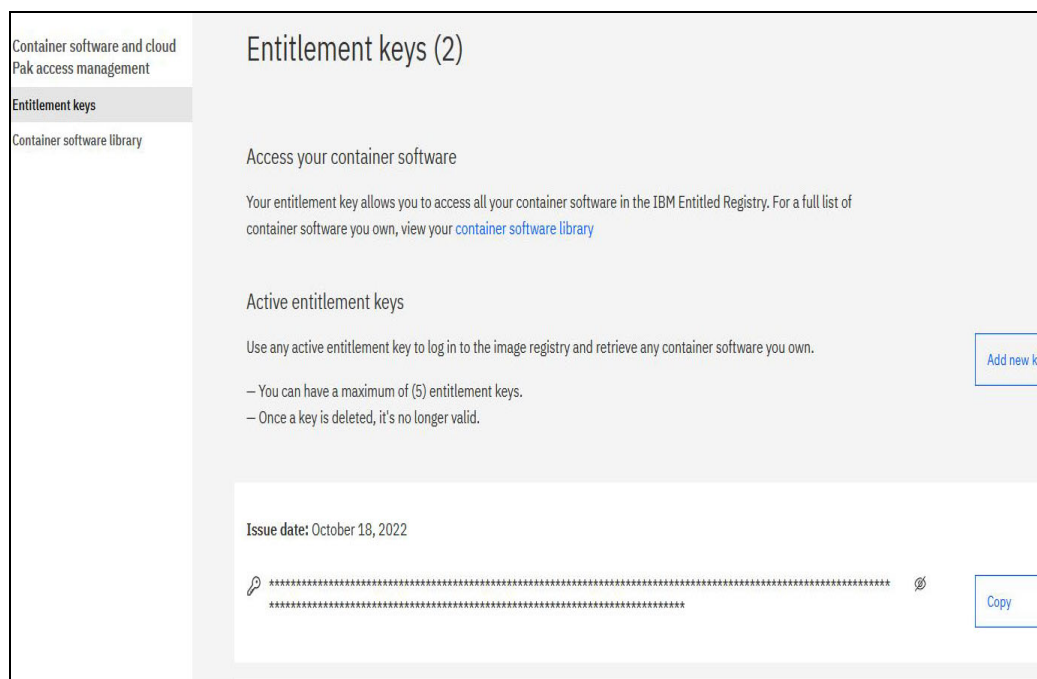 Container software and cloud
Pak access management
Entitlement keys
Container software library
Entitlement keys (2)
Access your container software
Your entitlement key allows you to access all your container software in the IBM Entitled Registry. For a full list of
container software you own, view your container software library
Active entitlement keys
Use any active entitlement key to log in to the image registry and retrieve any container software you own.
Add new k
– You can have a maximum of (5) entitlement keys.
– Once a key is deleted, it's no longer valid.
Issue date: October 18, 2022
Copy